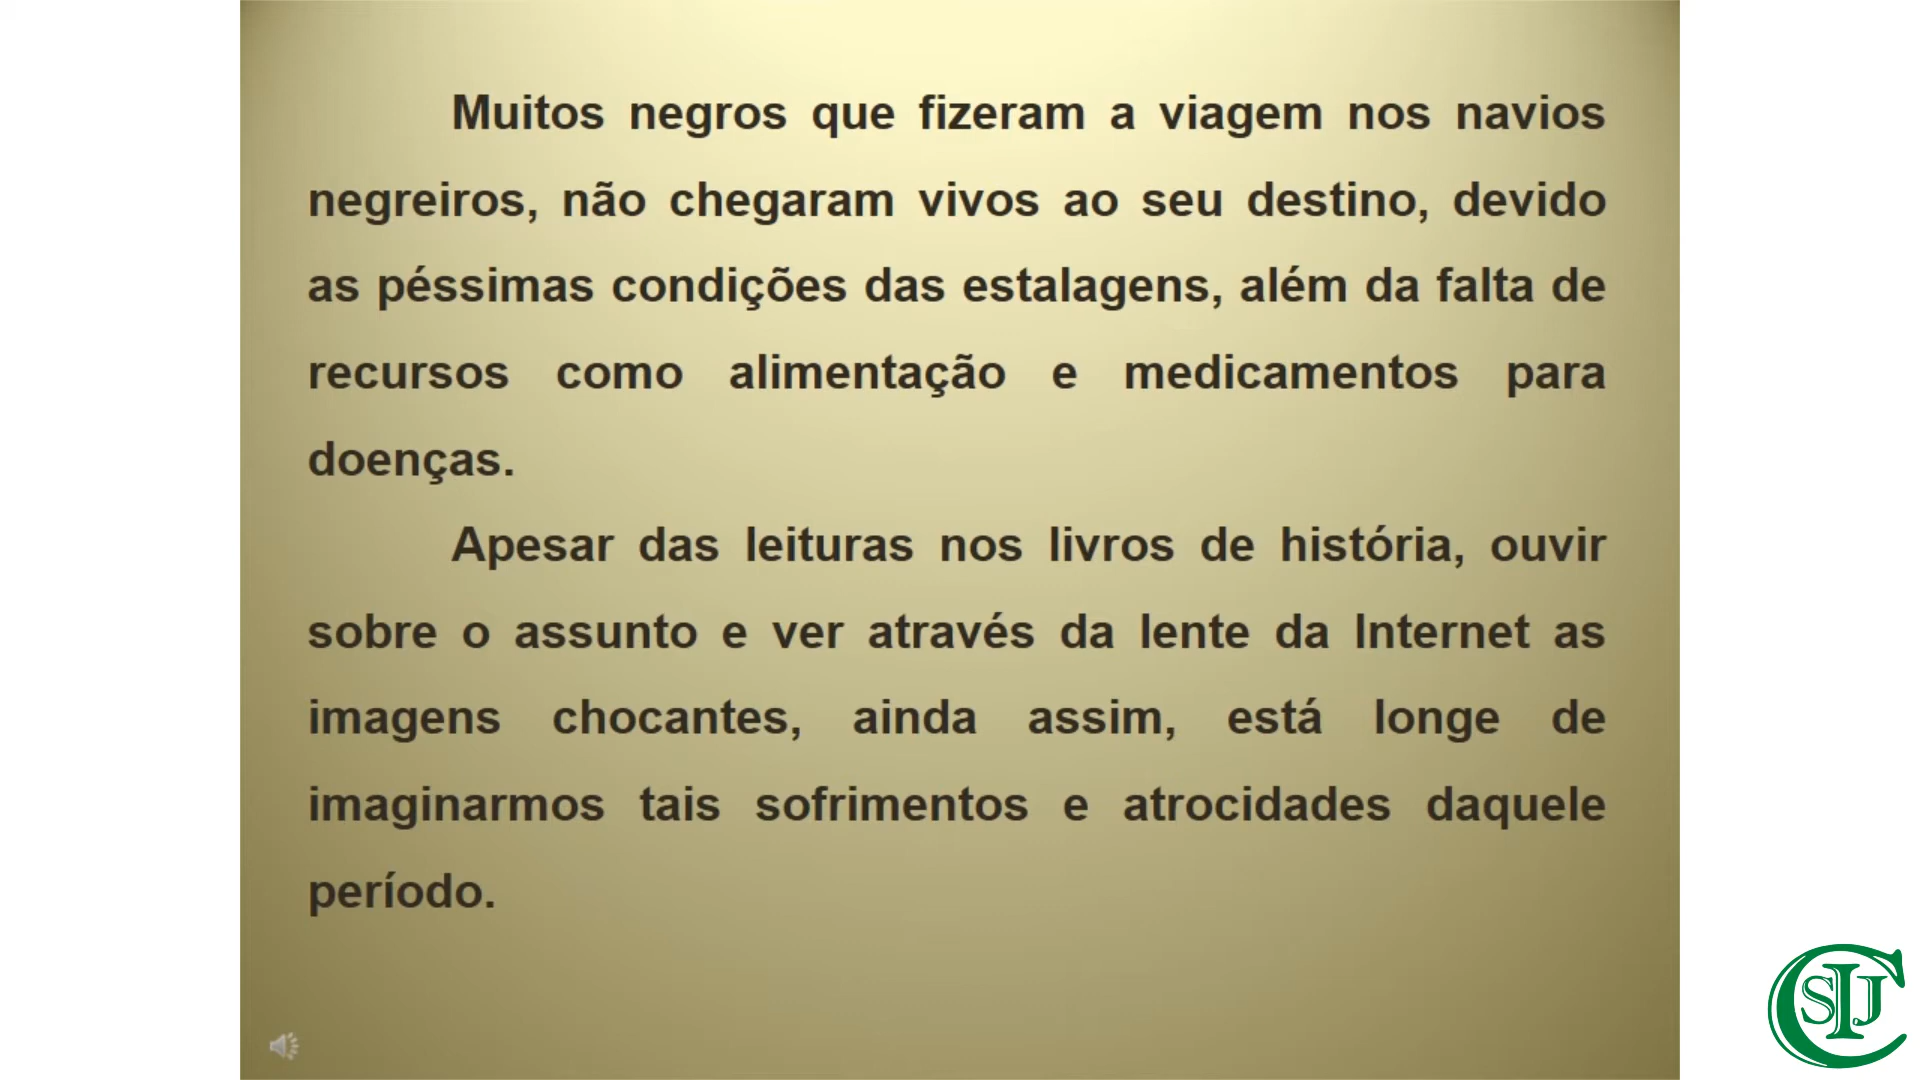 Muitos negros que fizeram a viagem nos navios
negreiros, não chegaram vivos ao seu destino, devido
as péssimas condições das estalagens, além da falta de
recursos como alimentação e medicamentos para
doenças.
Apesar das leituras nos livros de história, ouvir
sobre o assunto e ver através da lente da Internet as
imagens chocantes, ainda assim, está longe de
imaginarmos tais sofrimentos e atrocidades daquele
período.
CSIJ